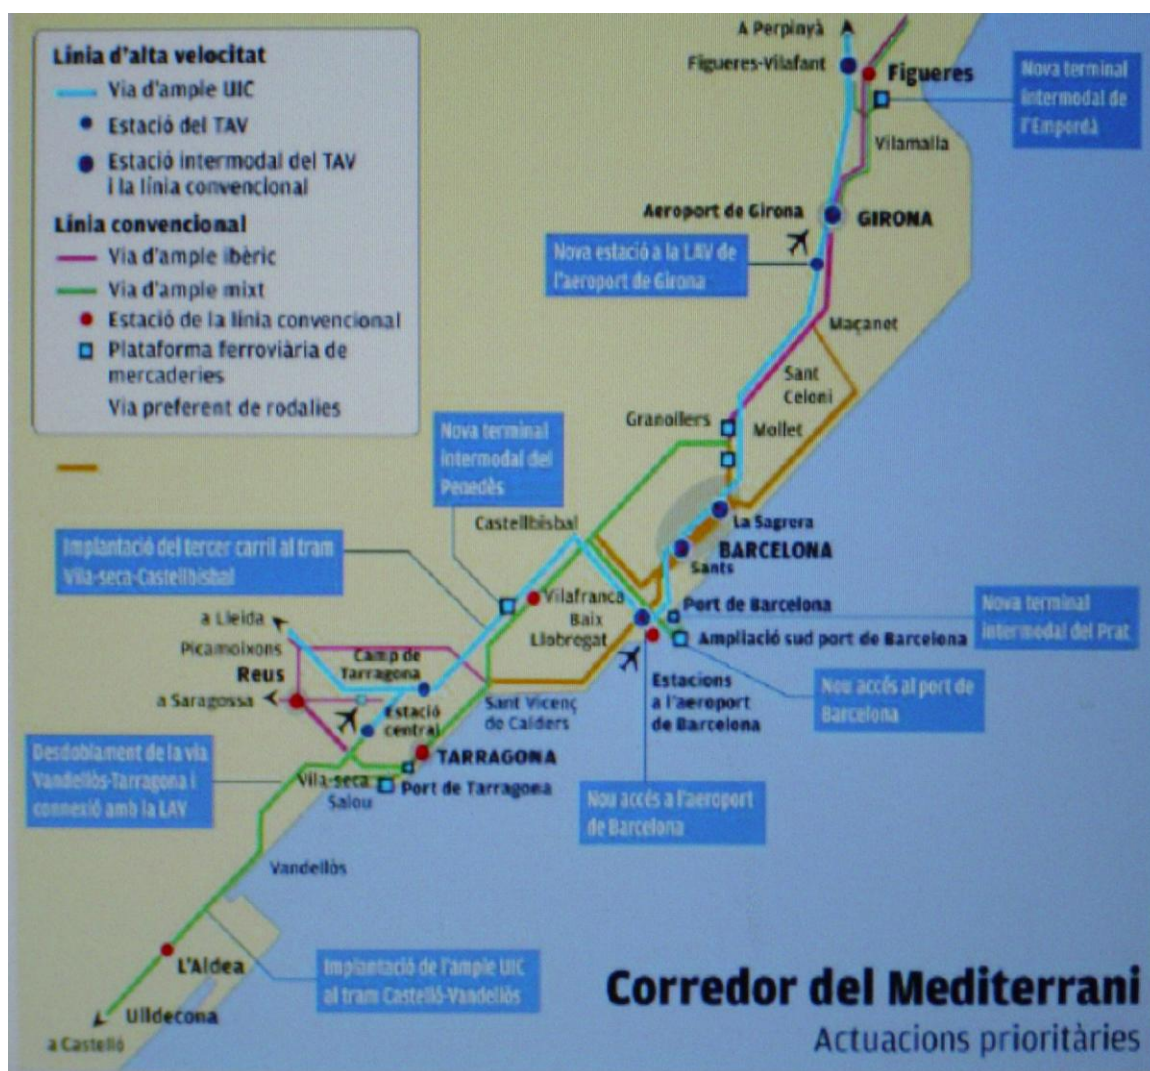 Línia d'alta velocitat
Via d'ample UIC
Estació del TAV
Estació intermodal del TAV
i la línia convencional
Línia convencional
Via d'ample ibèric
Via d'ample mixt
Estació de la línia convencional
Plataforma ferroviària de
mercaderies
Via preferent de rodalies
A Perpinyà
Figueres-Vilafant
Figueres
Nova terminal
intermodal de
l'Empordà
Vilamalla
Aeroport de Girona
GIRONA
Nova estació a la LAV de
l'aeroport de Girona
Maçanet
Sant
Celoni
Granollers
Mollet
Nova terminal
intermodal del
Penedès
Castellbisbal
La Sagrera
BARCELONA
Sants
Implantació del tercer carril al tram
Vila-seca-Castellbisbal
Vilafranca
Baix
Llobregat
Port de Barcelona
Ampliació sud port de Barcelona
Nova terminal
intermodal del Prat
a Lleida
Picamoixons
Reus
a Saragossa
Camp de
Tarragona
Estació
central
Sant Vicenç
de Calders
Estacions
a l'aeroport
de Barcelona
Nou accés al port de
Barcelona
Desdoblament de la via
Vandellòs-Tarragona i
connexió amb la LAV
TARRAGONA
Vila-seca
Salou
Port de Tarragona
Nou accés a l'aeroport
de Barcelona
Vandellòs
L'Aldea
Implantació de l'ample UIC
al tram Castelló-Vandellòs
Ulldecona
a Castelló
Corredor del Mediterrani
Actuacions prioritàries